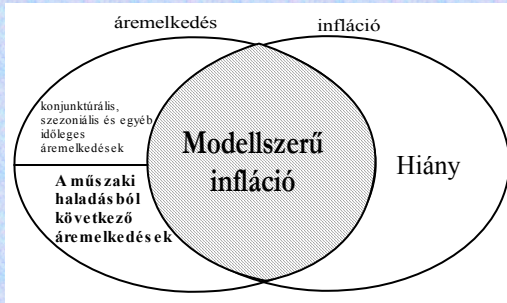 áremelkedés
infláció
konjunktúrális,
szezoniális és egyéb
időleges
áremelkedések
A műszaki
haladásból
következő
áremelkedések
Modellszerű
infláció
Hiány